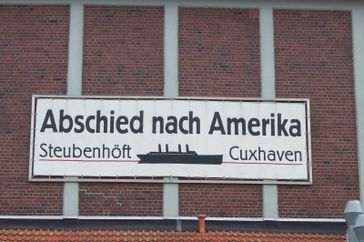 Abschied nach Amerika
Steubenhöft Cuxhaven